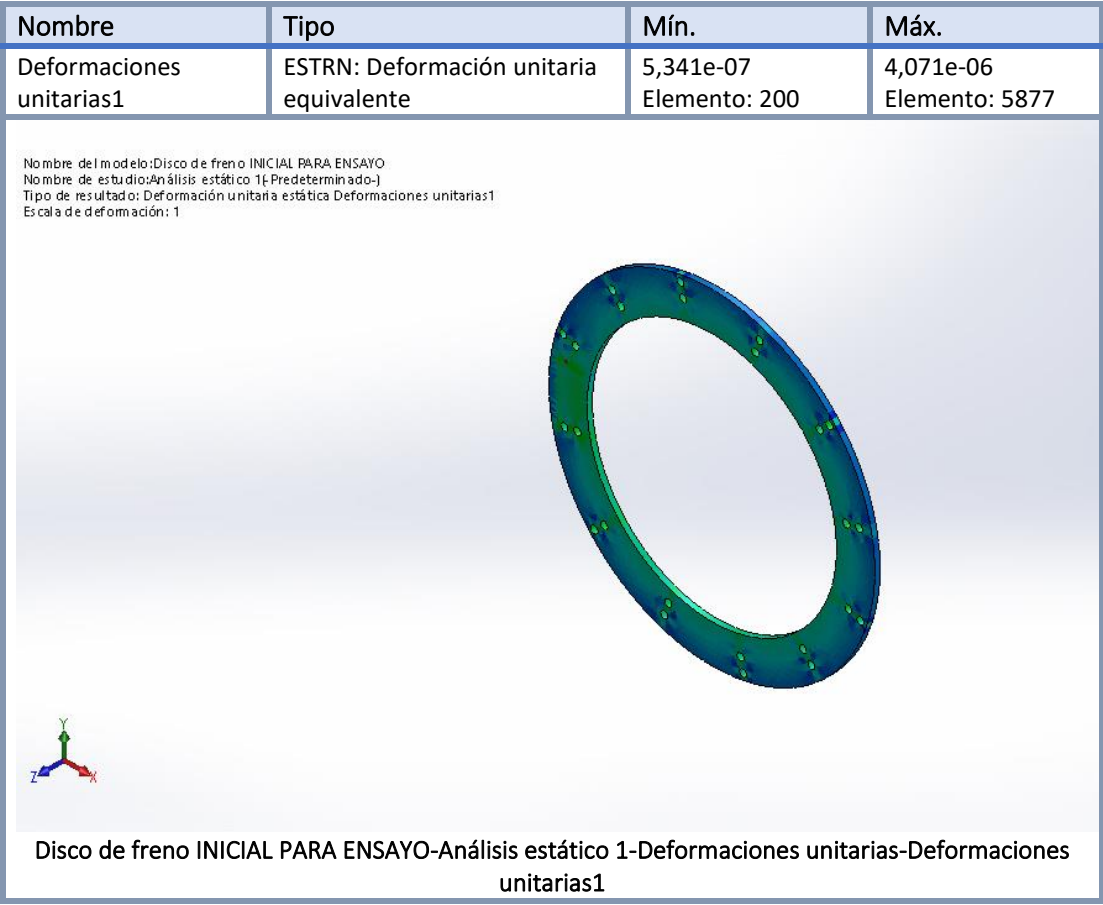 Nombre Tipo Mín. Máx.
Deformaciones unitarias1 ESTRN: Deformación unitaria equivalente 5,341e-07 Elemento: 200 4,071e-06 Elemento: 5877
Nombre del modelo:Disco de freno INICIAL PARA ENSAYO
Nombre de estudio:Análisis estático 1(-Predeterminado-)
Tipo de resultado: Deformación unitaria estática Deformaciones unitarias1
Escala de deformación: 1
Y
Z X
Disco de freno INICIAL PARA ENSAYO-Análisis estático 1-Deformaciones unitarias-Deformaciones
unitarias1